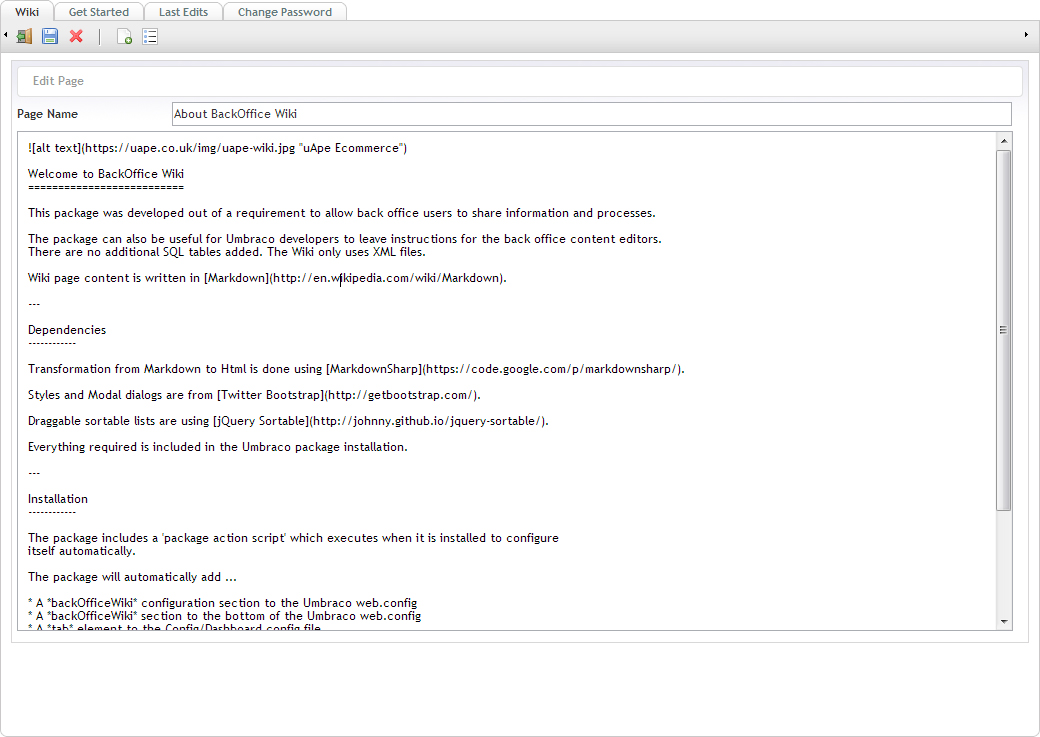 Wiki
Get Started
Last Edits
Change Password
Edit Page
Page Name
About BackOffice Wiki
![alt text](https://uape.co.uk/img/uape-wiki.jpg "uApe Ecommerce")
Welcome to BackOffice Wiki
==========================
This package was developed out of a requirement to allow back office users to share information and processes.
The package can also be useful for Umbraco developers to leave instructions for the back office content editors.
There are no additional SQL tables added. The Wiki only uses XML files.
Wiki page content is written in [Markdown](http://en.wikipedia.com/wiki/Markdown).
---
Dependencies
------------
Transformation from Markdown to Html is done using [MarkdownSharp](https://code.google.com/p/markdownsharp/).
Styles and Modal dialogs are from [Twitter Bootstrap](http://getbootstrap.com/).
Draggable sortable lists are using [jQuery Sortable](http://johnny.github.io/jquery-sortable/).
Everything required is included in the Umbraco package installation.
---
Installation
------------
The package includes a 'package action script' which executes when it is installed to configure
itself automatically.
The package will automatically add ...
* A *backOfficeWiki* configuration section to the Umbraco web.config
* A *backOfficeWiki* section to the bottom of the Umbraco web.config
* A *tab* element to the Config/Dashboard.config file